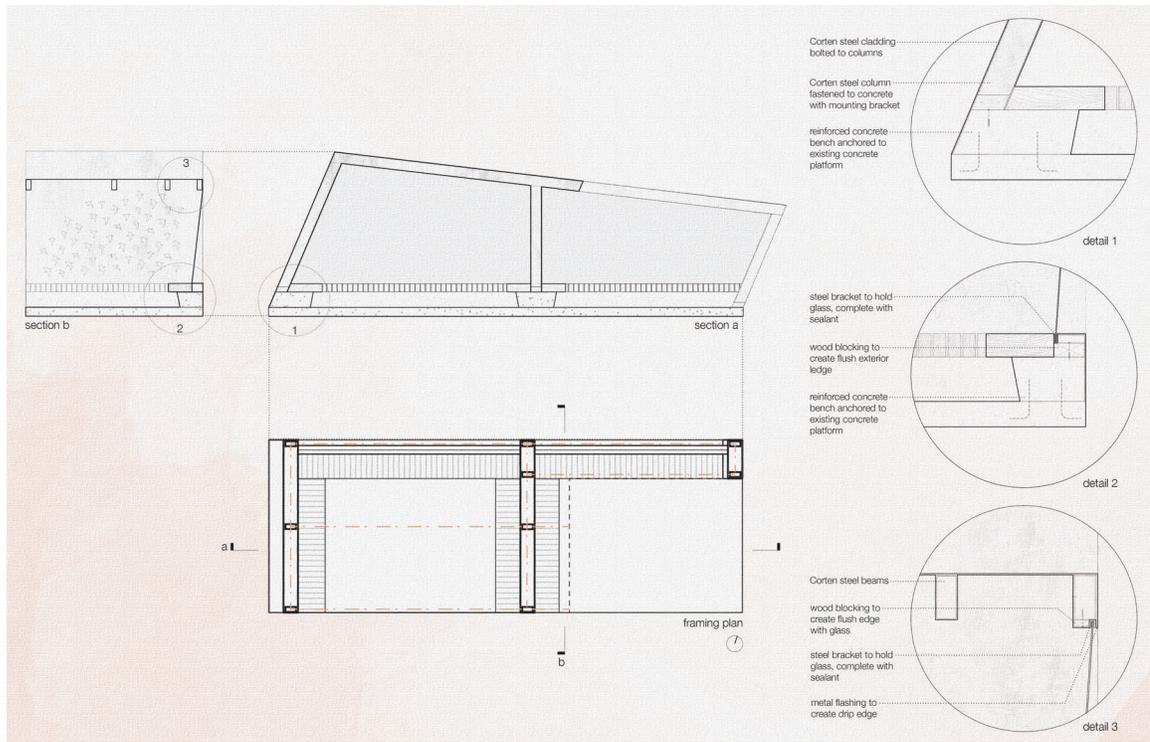 3
2
section b
1
section a
a
framing plan
b
Corten steel cladding
bolted to columns
Corten steel column
fastened to concrete
with mounting bracket
reinforced concrete
bench anchored to
existing concrete
platform
detail 1
steel bracket to hold
glass, complete with
sealant
wood blocking to
create flush exterior
ledge
reinforced concrete
bench anchored to
existing concrete
platform
detail 2
Corten steel beams
wood blocking to
create flush edge
with glass
steel bracket to hold
glass, complete with
sealant
metal flashing to
create drip edge
detail 3